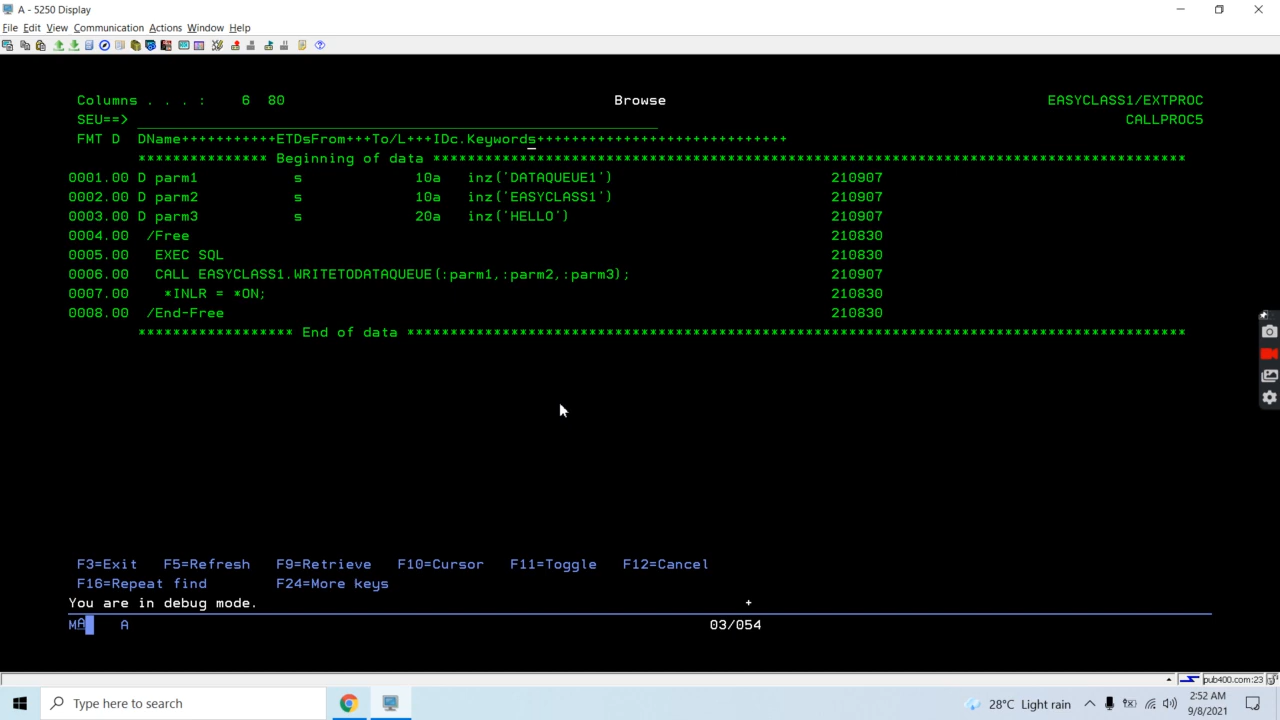 A - 5250 Display
File Edit View Communication Actions Window Help
Columns . . . : 6 80 Browse EASYCLASS1/EXTPROC
SEU==> CALLPROC5
FMT D DName+++++++++++ETDsFrom+++To/L+++IDc.Keywords+++++++++++++++++++++++++++++
*************** Beginning of data ***************************************************************************************
0001.00 D parm1 s 10a inz('DATAQUEUE1') 210907
0002.00 D parm2 s 10a inz('EASYCLASS1') 210907
0003.00 D parm3 s 20a inz('HELLO') 210907
0004.00 /Free 210830
0005.00 EXEC SQL 210830
0006.00 CALL EASYCLASS1.WRITETODATAQUEUE(:parm1,:parm2,:parm3); 210907
0007.00 *INLR = *ON; 210830
0008.00 /End-Free 210830
****************** End of data ******************************************************************************************
F3=Exit F5=Refresh F9=Retrieve F10=Cursor F11=Toggle F12=Cancel
F16=Repeat find F24=More keys
You are in debug mode. +
MA A 03/054
pub400.com:23
Type here to search
28°C Light rain
2:52 AM
9/8/2021